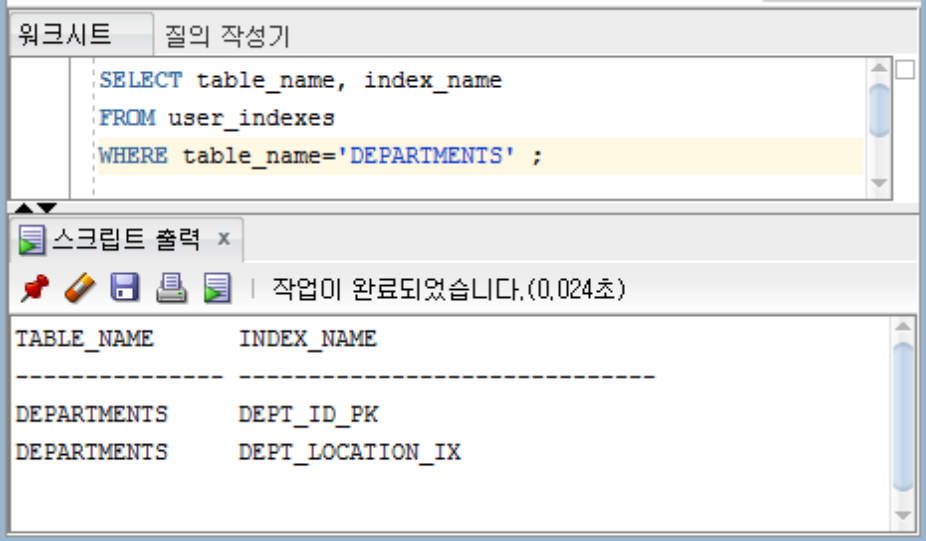 워크시트 질의 작성기
SELECT table_name, index_name
FROM user_indexes
WHERE table_name='DEPARTMENTS' ;
스크립트 출력 x
작업이 완료되었습니다.(0,024초)
TABLE_NAME INDEX_NAME
--------------- ------------------------------
DEPARTMENTS DEPT_ID_PK
DEPARTMENTS DEPT_LOCATION_IX